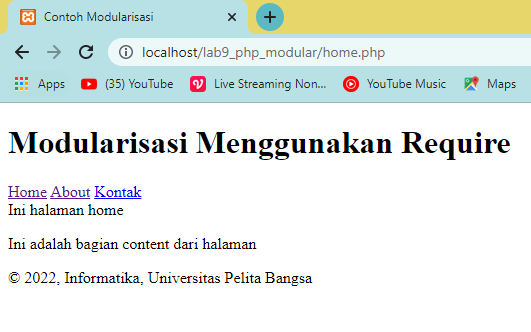 Contoh Modularisasi
localhost/lab9_php_modular/home.php
Apps (35) YouTube Live Streaming Non... YouTube Music Maps
Modularisasi Menggunakan Require
Home About Kontak
Ini halaman home
Ini adalah bagian content dari halaman
© 2022, Informatika, Universitas Pelita Bangsa